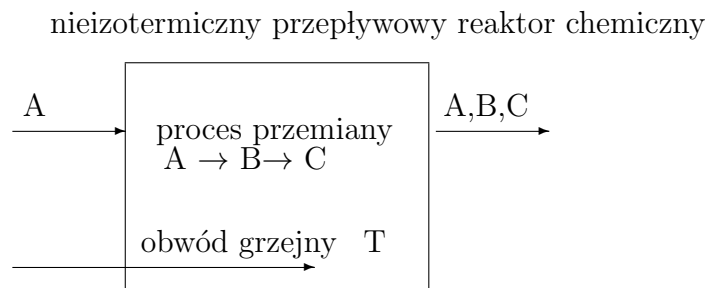 nieizotermiczny przepływowy reaktor chemiczny
A
A,B,C
proces przemiany
A → B→ C
obwód grzejny T